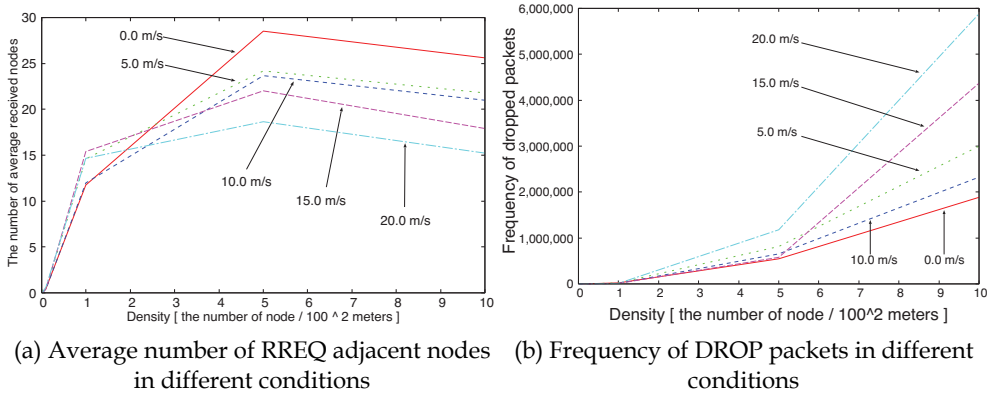 The number of average received nodes
30
25
20
15
10
5
0
0.0 m/s
5.0 m/s
10.0 m/s
15.0 m/s
20.0 m/s
0 1 2 3 4 5 6 7 8 9 10
Density [ the number of node / 100 ^ 2 meters ]
(a) Average number of RREQ adjacent nodes
in different conditions
Frequency of dropped packets
6,000,000
5,000,000
4,000,000
3,000,000
2,000,000
1,000,000
0
20.0 m/s
15.0 m/s
5.0 m/s
10.0 m/s
0.0 m/s
0 1 2 3 4 5 6 7 8 9 10
Density [ the number of node / 100^2 meters ]
(b) Frequency of DROP packets in different
conditions